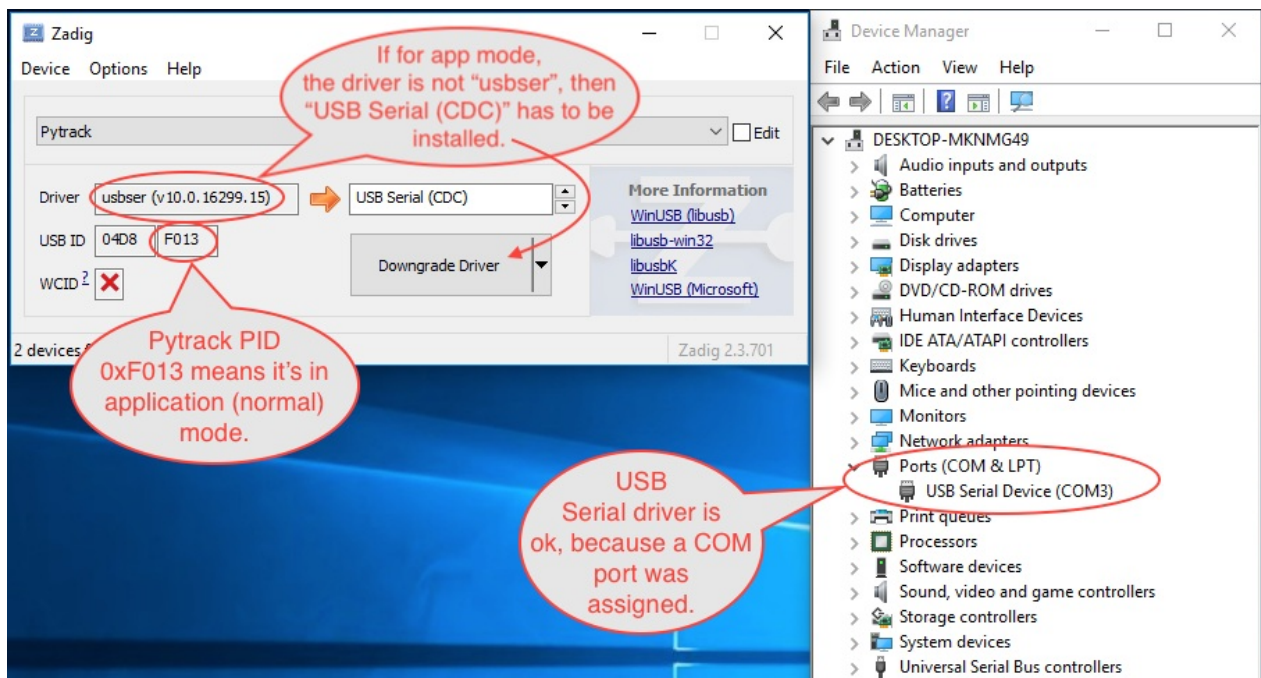 Zadig
Device Options Help
Pytrack
Edit
Driver
usbser (v10.0.16299.15)
USB Serial (CDC)
USB ID
04D8
F013
WCID ?
Downgrade Driver
More Information
WinUSB (libusb)
libusb-win32
libusbK
WinUSB (Microsoft)
2 devices
Zadig 2.3.701
If for app mode,
the driver is not “usbser”, then
“USB Serial (CDC)” has to be
installed.
Pytrack PID
0xF013 means it’s in
application (normal)
mode.
USB
Serial driver is
ok, because a COM
port was
assigned.
Device Manager
File Action View Help
DESKTOP-MKNMG49
Audio inputs and outputs
Batteries
Computer
Disk drives
Display adapters
DVD/CD-ROM drives
Human Interface Devices
IDE ATA/ATAPI controllers
Keyboards
Mice and other pointing devices
Monitors
Network adapters
Ports (COM & LPT)
USB Serial Device (COM3)
Print queues
Processors
Software devices
Sound, video and game controllers
Storage controllers
System devices
Universal Serial Bus controllers